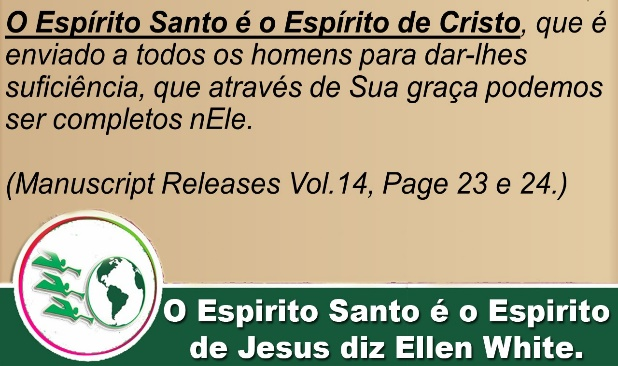 O Espírito Santo é o Espírito de Cristo, que é
enviado a todos os homens para dar-lhes
suficiência, que através de Sua graça podemos
ser completos nEle.
(Manuscript Releases Vol.14, Page 23 e 24.)
O Espirito Santo é o Espirito
de Jesus diz Ellen White.